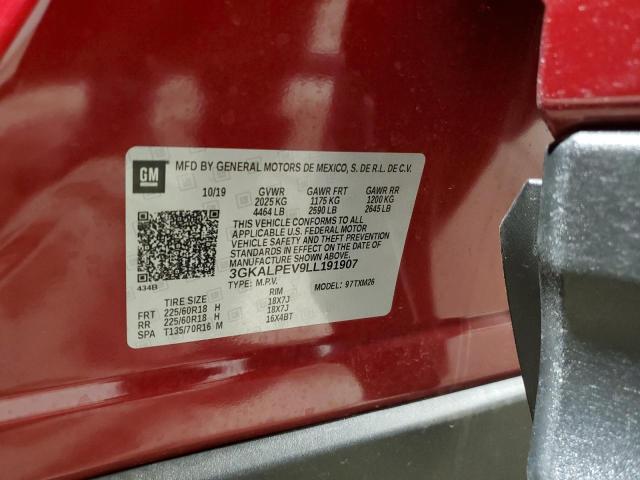 GM MFD BY GENERAL MOTORS DE MEXICO, S. DE R.L. DE C.V.
10/19 GVWR GAWR FRT GAWR RR
2025 KG 1175 KG 1200 KG
4464 LB 2590 LB 2645 LB
THIS VEHICLE CONFORMS TO ALL
APPLICABLE U.S. FEDERAL MOTOR
VEHICLE SAFETY AND THEFT PREVENTION
STANDARDS IN EFFECT ON THE DATE OF
MANUFACTURE SHOWN ABOVE.
3GKALPEV9LL191907
434B TYPE: M.P.V. MODEL: 97TXM26
TIRE SIZE RIM
FRT 225/60R18 H 18X7J
RR 225/60R18 H 18X7J
SPA T135/70R16 M 16X4BT